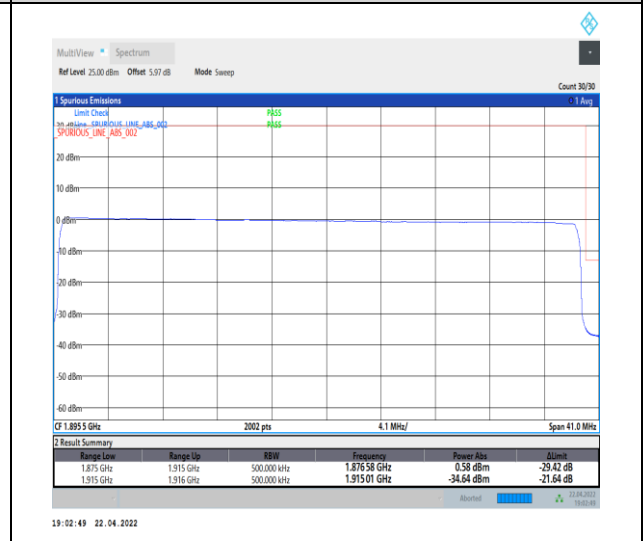 MultiView Spectrum
Ref Level 25.00 dBm Offset 5.97 dB Mode Sweep
Count 30/30
1 Spurious Emissions 1 Avg
Limit Check PASS
Line _SPURIOUS_LINE_ABS_002 PASS
_SPURIOUS_LINE_ABS_002
20 dBm
10 dBm
0 dBm
-10 dBm
-20 dBm
-30 dBm
-40 dBm
-50 dBm
-60 dBm
CF 1.895 5 GHz 2002 pts 4.1 MHz/ Span 41.0 MHz
2 Result Summary
Range Low Range Up RBW Frequency Power Abs ΔLimit
1.875 GHz 1.915 GHz 500.000 kHz 1.876 58 GHz 0.58 dBm -29.42 dB
1.915 GHz 1.916 GHz 500.000 kHz 1.915 01 GHz -34.64 dBm -21.64 dB
Aborted 22.04.2022
19:02:49
19:02:49 22.04.2022